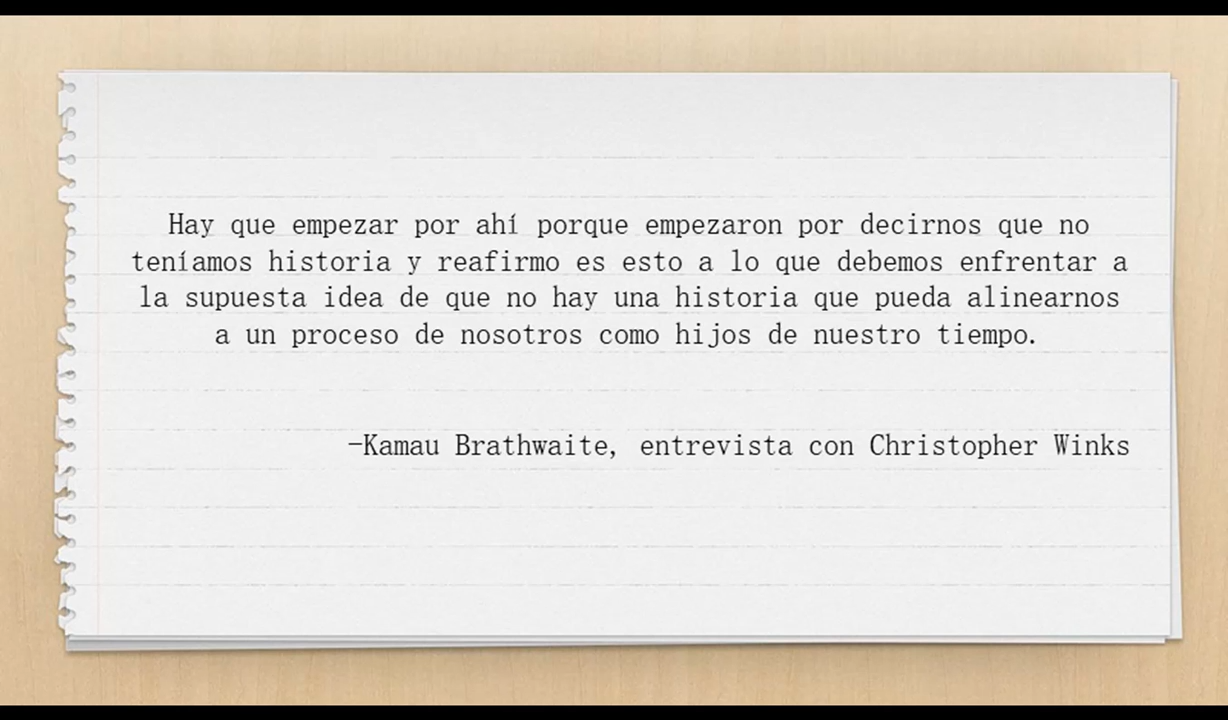 Hay que empezar por ahí porque empezaron por decirnos que no
teníamos historia y reafirmo es esto a lo que debemos enfrentar a
la supuesta idea de que no hay una historia que pueda alinearnos
a un proceso de nosotros como hijos de nuestro tiempo.
—Kamau Brathwaite, entrevista con Christopher Winks